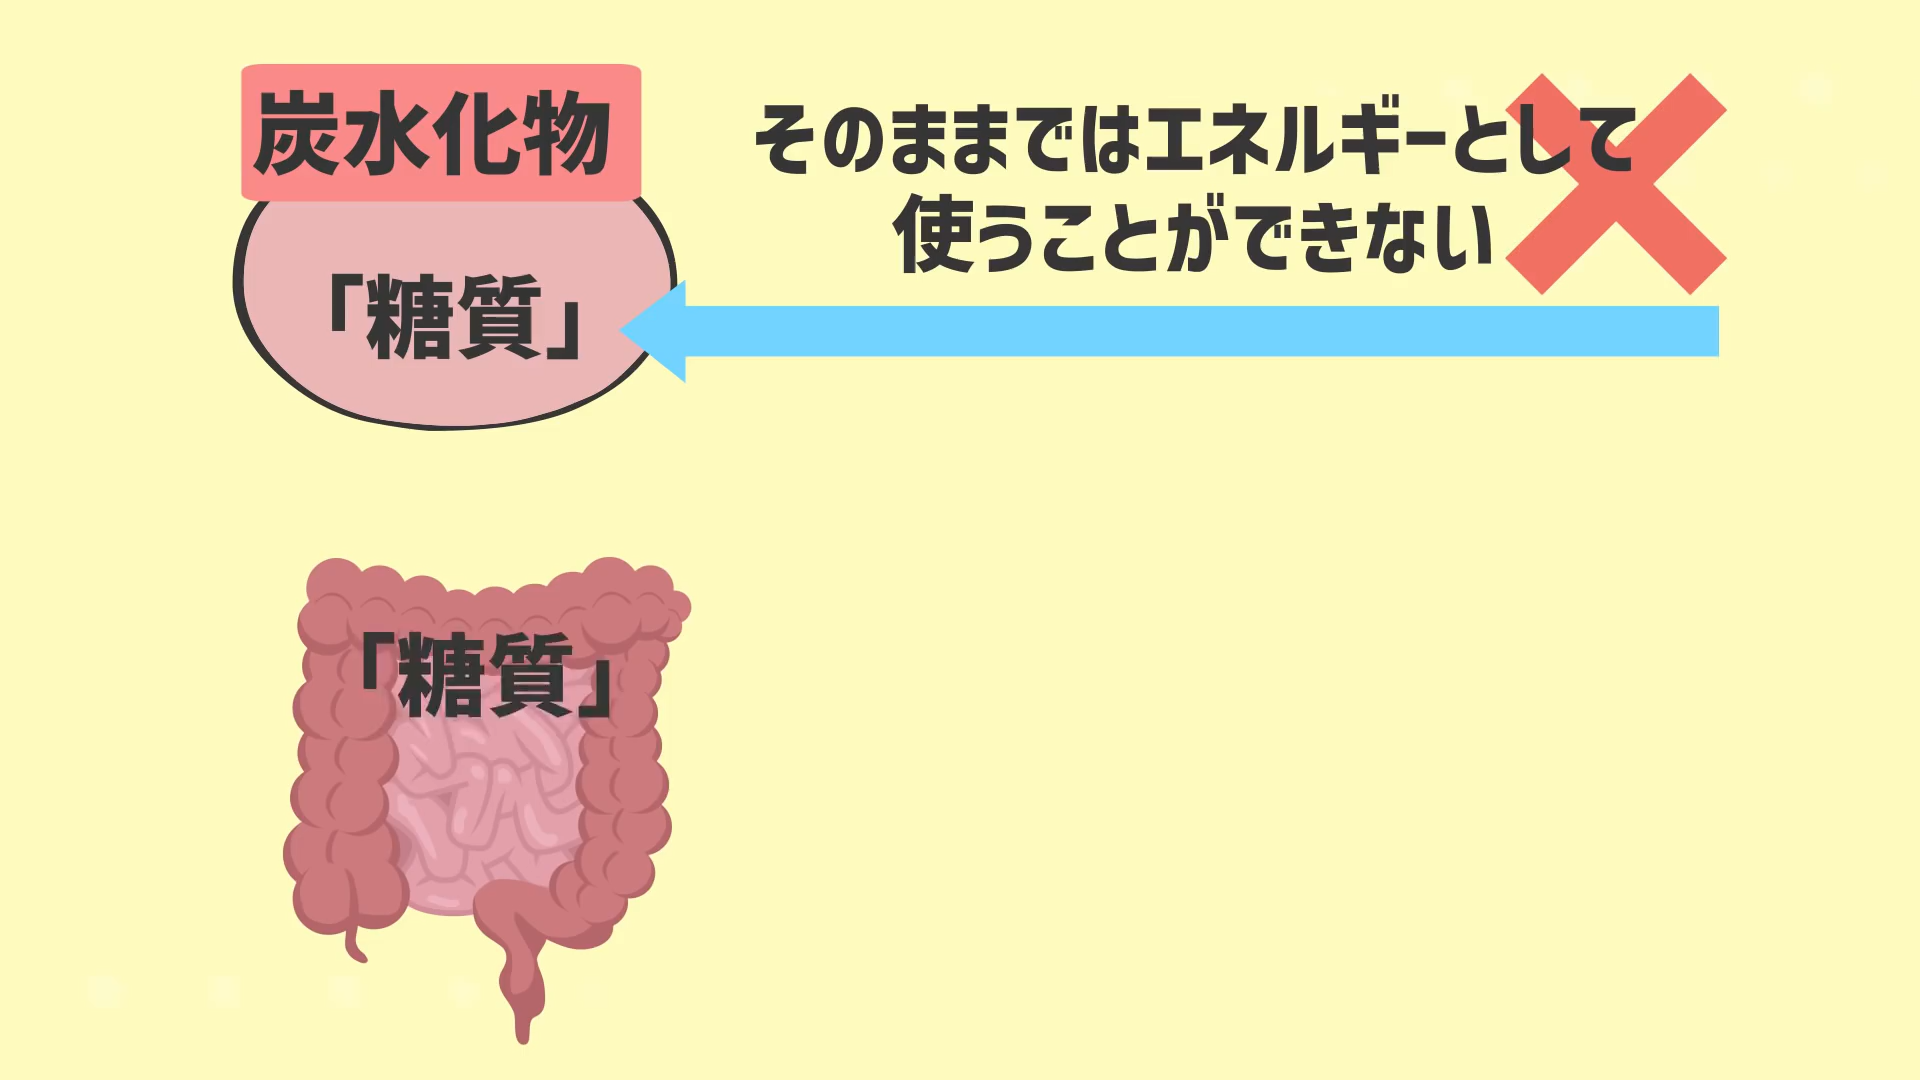 炭水化物
そのままではエネルギーとして
使うことができない
「糖質」
「糖質」